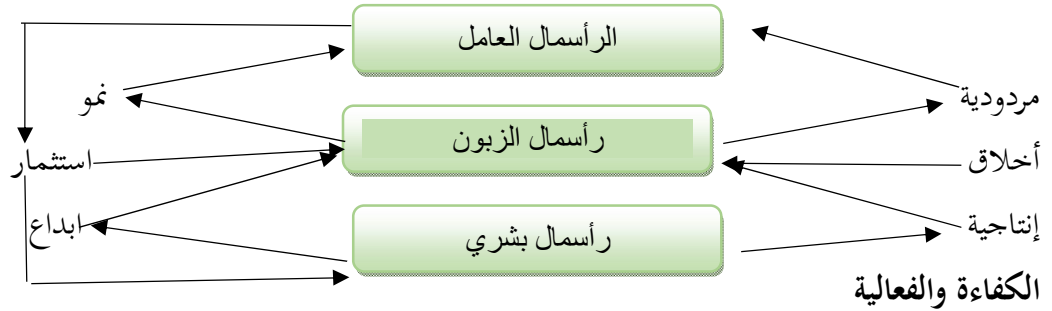 الرأسمال العامل
مردودية
نمو
رأسمال الزبون
أخلاق
استثمار
إنتاجية
ابداع
رأسمال بشري
الكفاءة والفعالية